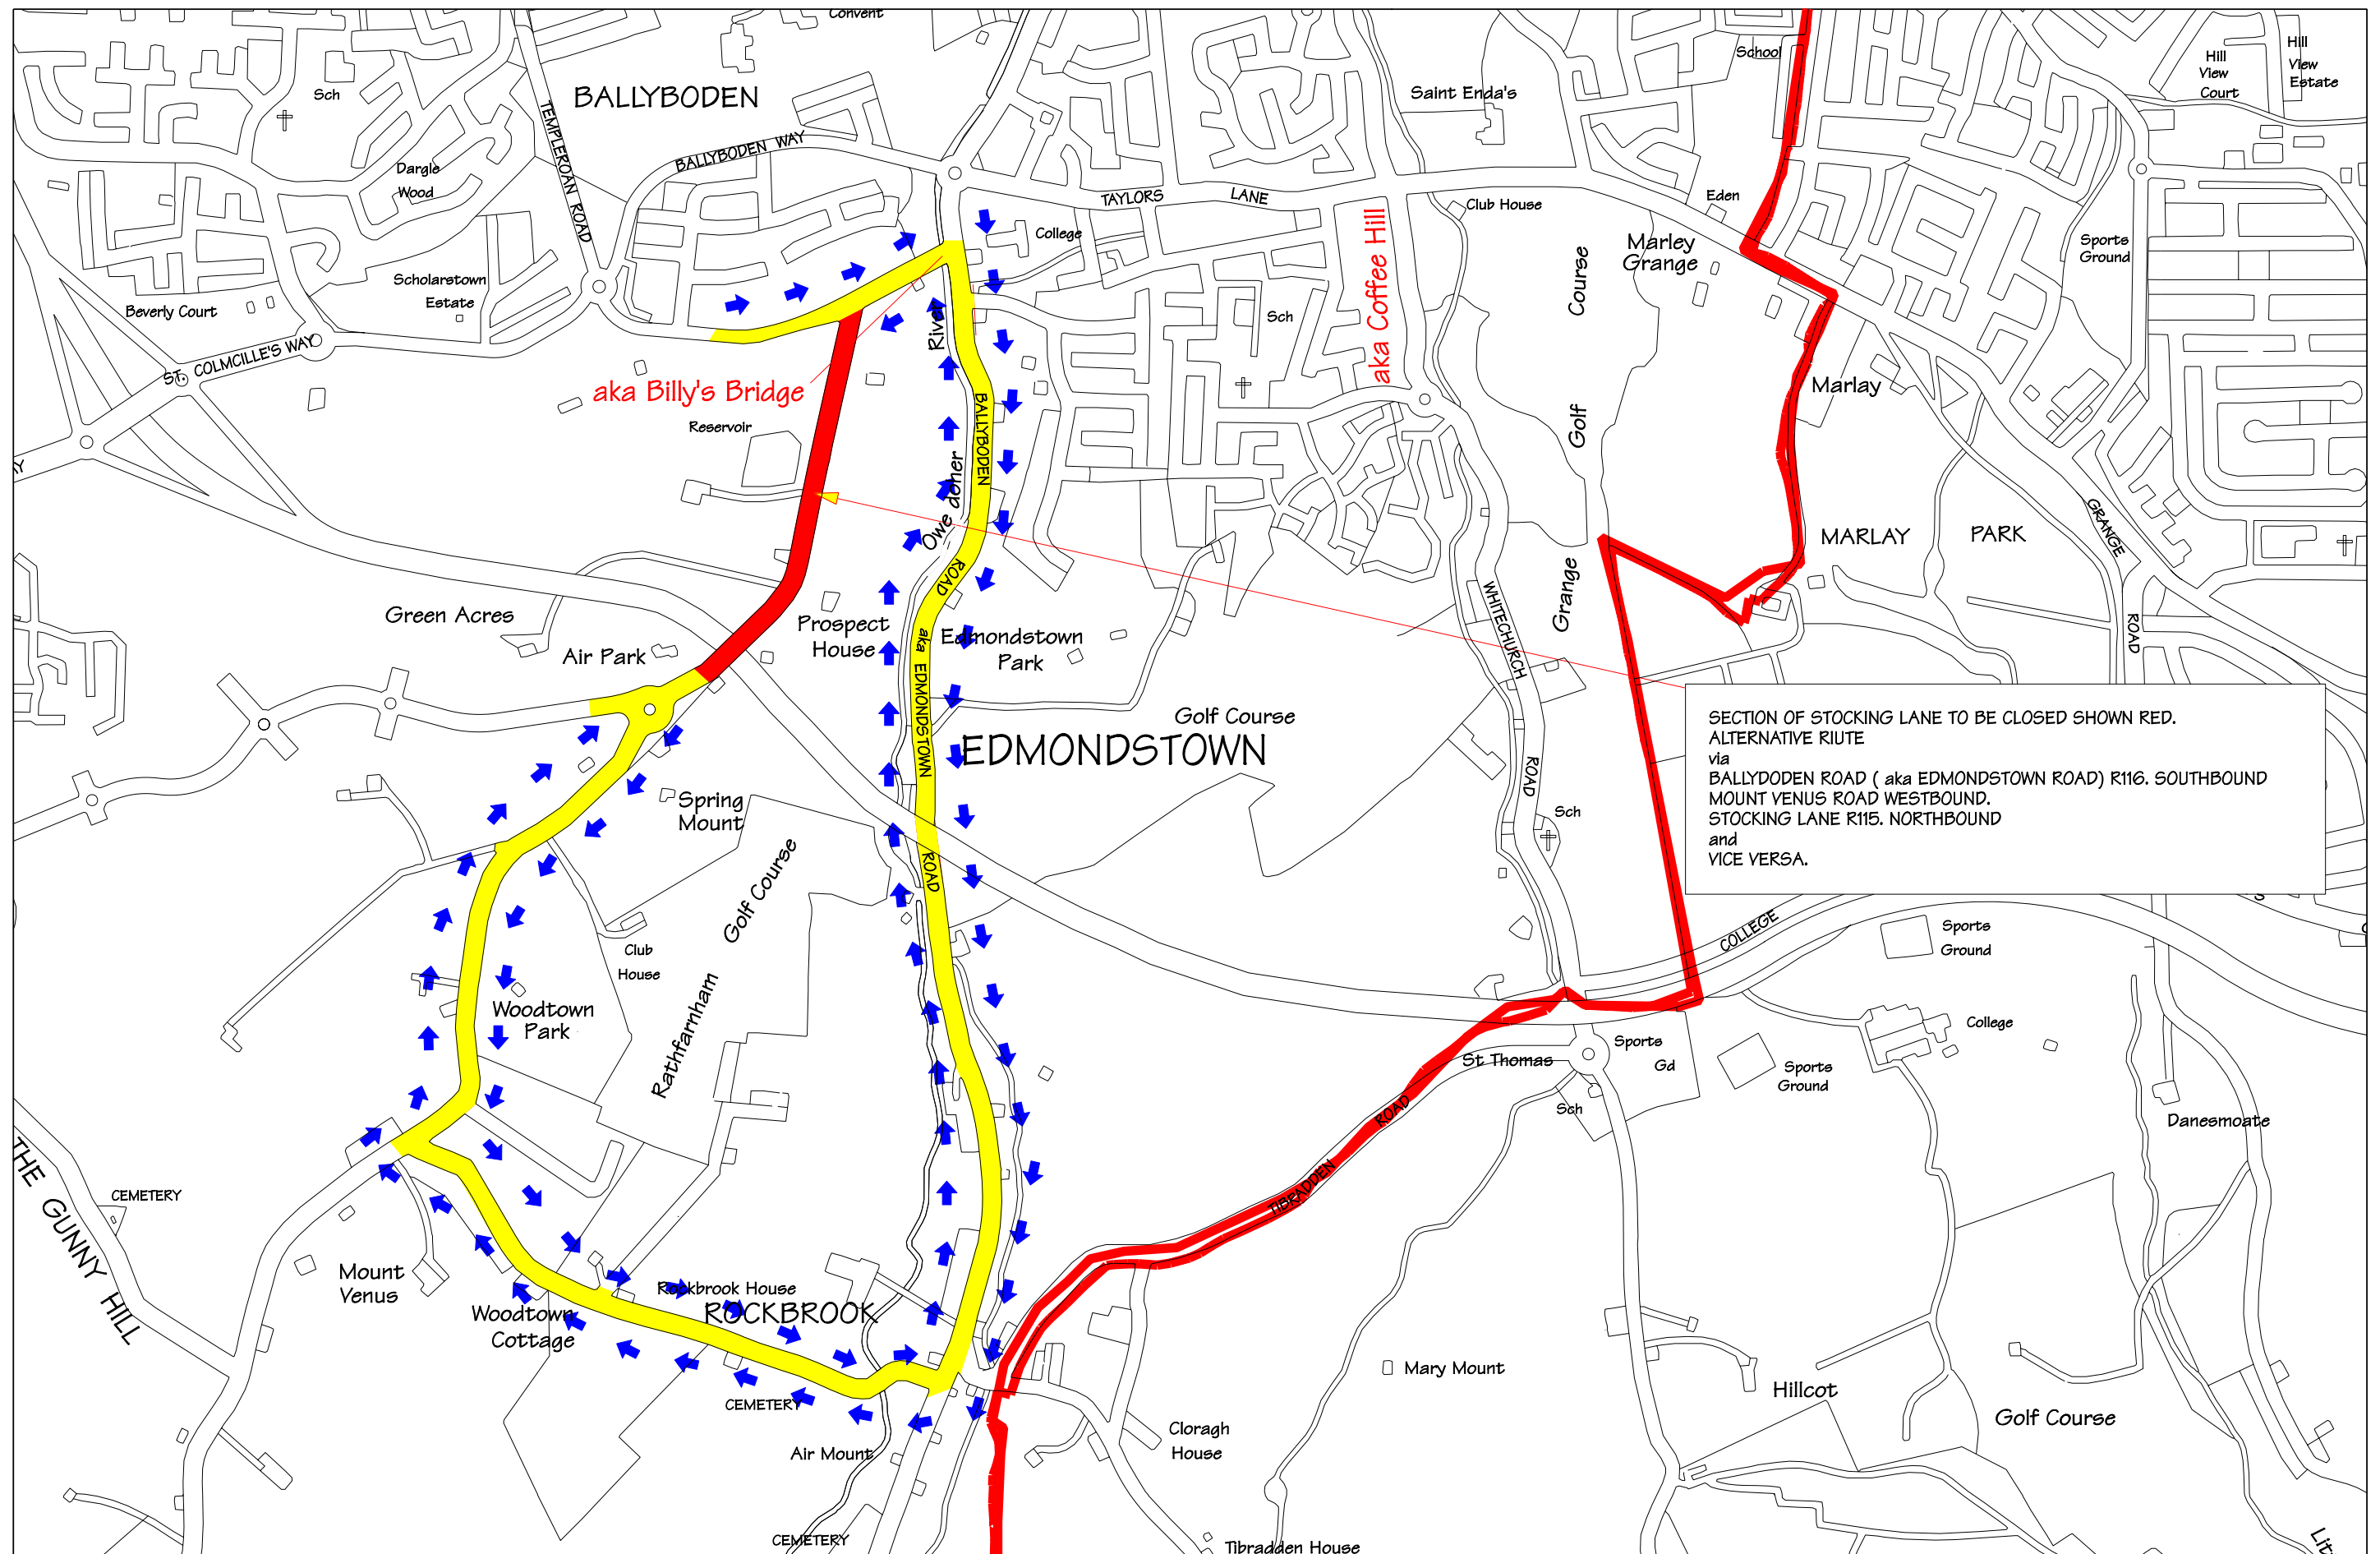 Convent
School
Hill
View
Court
Hill
View
Estate
Sch
BALLYBODEN
Saint Enda's
TEMPLEROAN ROAD
BALLYBODEN WAY
Dargle
Wood
TAYLORS LANE
Club House
Eden
College
aka Coffee Hill
Marley
Grange
Sports
Ground
Scholarstown
Estate
Beverly Court
River
Sch
Grange Golf Course
ST. COLMCILLE'S WAY
aka Billy's Bridge
Marlay
Reservoir
AY
BALLYBODEN
ROAD
Owe doher
MARLAY PARK
GRANGE
ROAD
Green Acres
Air Park
Prospect
House
aka EDMONDSTOWN
ROAD
Edmondstown
Park
WHITECHURCH
ROAD
Golf Course
EDMONDSTOWN
SECTION OF STOCKING LANE TO BE CLOSED SHOWN RED.
ALTERNATIVE RIUTE
via
BALLYDODEN ROAD ( aka EDMONDSTOWN ROAD) R116. SOUTHBOUND
MOUNT VENUS ROAD WESTBOUND.
STOCKING LANE R115. NORTHBOUND
and
VICE VERSA.
Spring
Mount
Sch
Rathfarnham Golf Course
Club
House
COLLEGE
Sports
Ground
Woodtown
Park
College
St Thomas
Sports
Gd
Sports
Ground
Sch
TIBRADDEN ROAD
Danesmoate
THE GUNNY HILL
CEMETERY
Mount
Venus
Rockbrook House
ROCKBROOK
Woodtown
Cottage
Mary Mount
Hillcot
CEMETERY
Golf Course
Air Mount
Cloragh
House
CEMETERY
Tibradden House